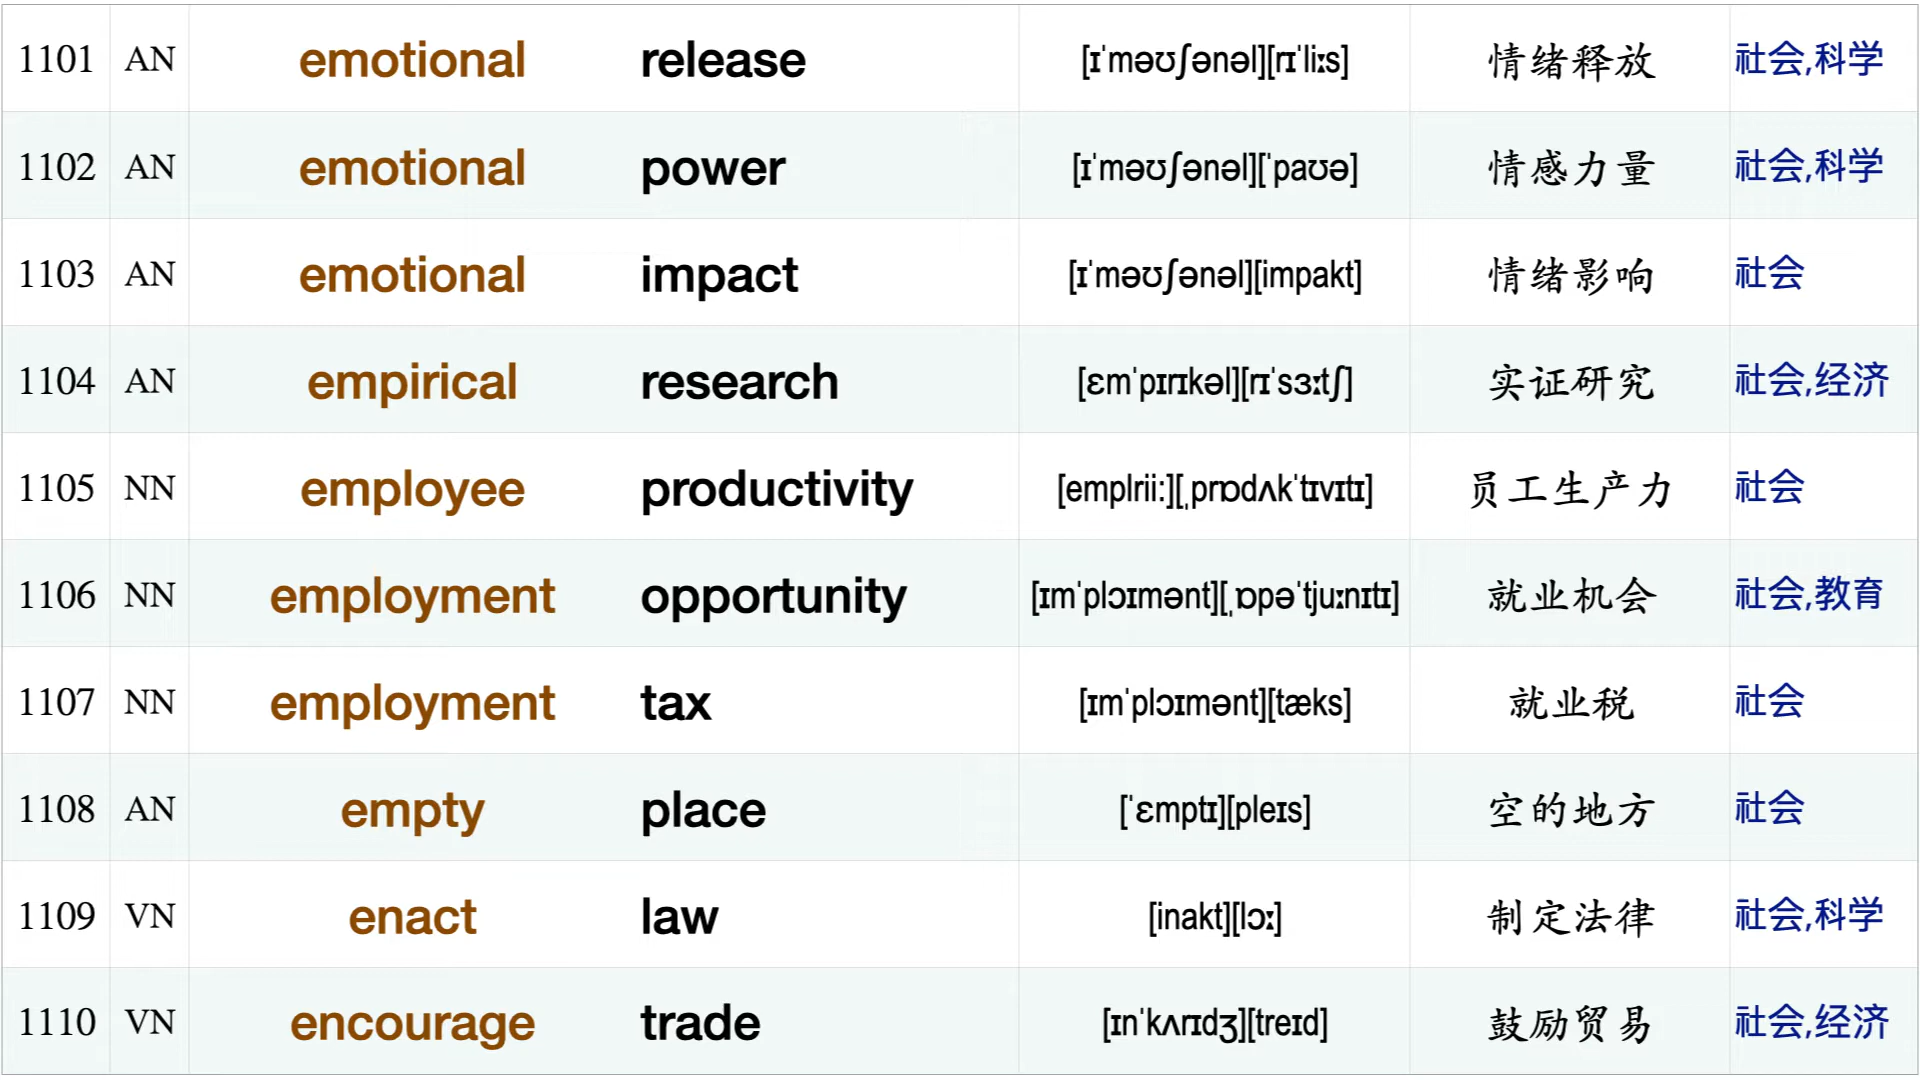 1101 AN emotional release [ɪˈməʊʃənəl][rɪˈliːs] 情绪释放 社会,科学
1102 AN emotional power [ɪˈməʊʃənəl][ˈpaʊə] 情感力量 社会,科学
1103 AN emotional impact [ɪˈməʊʃənəl][impakt] 情绪影响 社会
1104 AN empirical research [ɛmˈpɪrɪkəl][rɪˈsɜːtʃ] 实证研究 社会,经济
1105 NN employee productivity [emplrii:][ˌprɒdʌkˈtɪvɪtɪ] 员工生产力 社会
1106 NN employment opportunity [ɪmˈplɔɪmənt][ˌɒpəˈtjuːnɪtɪ] 就业机会 社会,教育
1107 NN employment tax [ɪmˈplɔɪmənt][tæks] 就业税 社会
1108 AN empty place [ˈɛmptɪ][pleɪs] 空的地方 社会
1109 VN enact law [inakt][lɔː] 制定法律 社会,科学
1110 VN encourage trade [ɪnˈkʌrɪdʒ][treɪd] 鼓励贸易 社会,经济